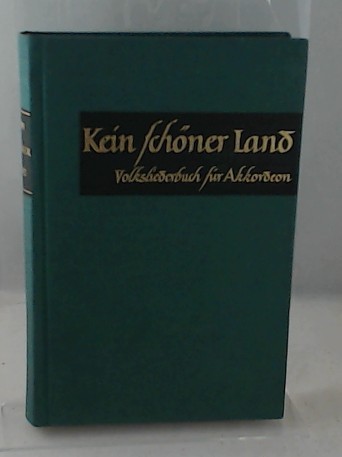 Kein schöner Land
Volksliederbuch für Akkordeon